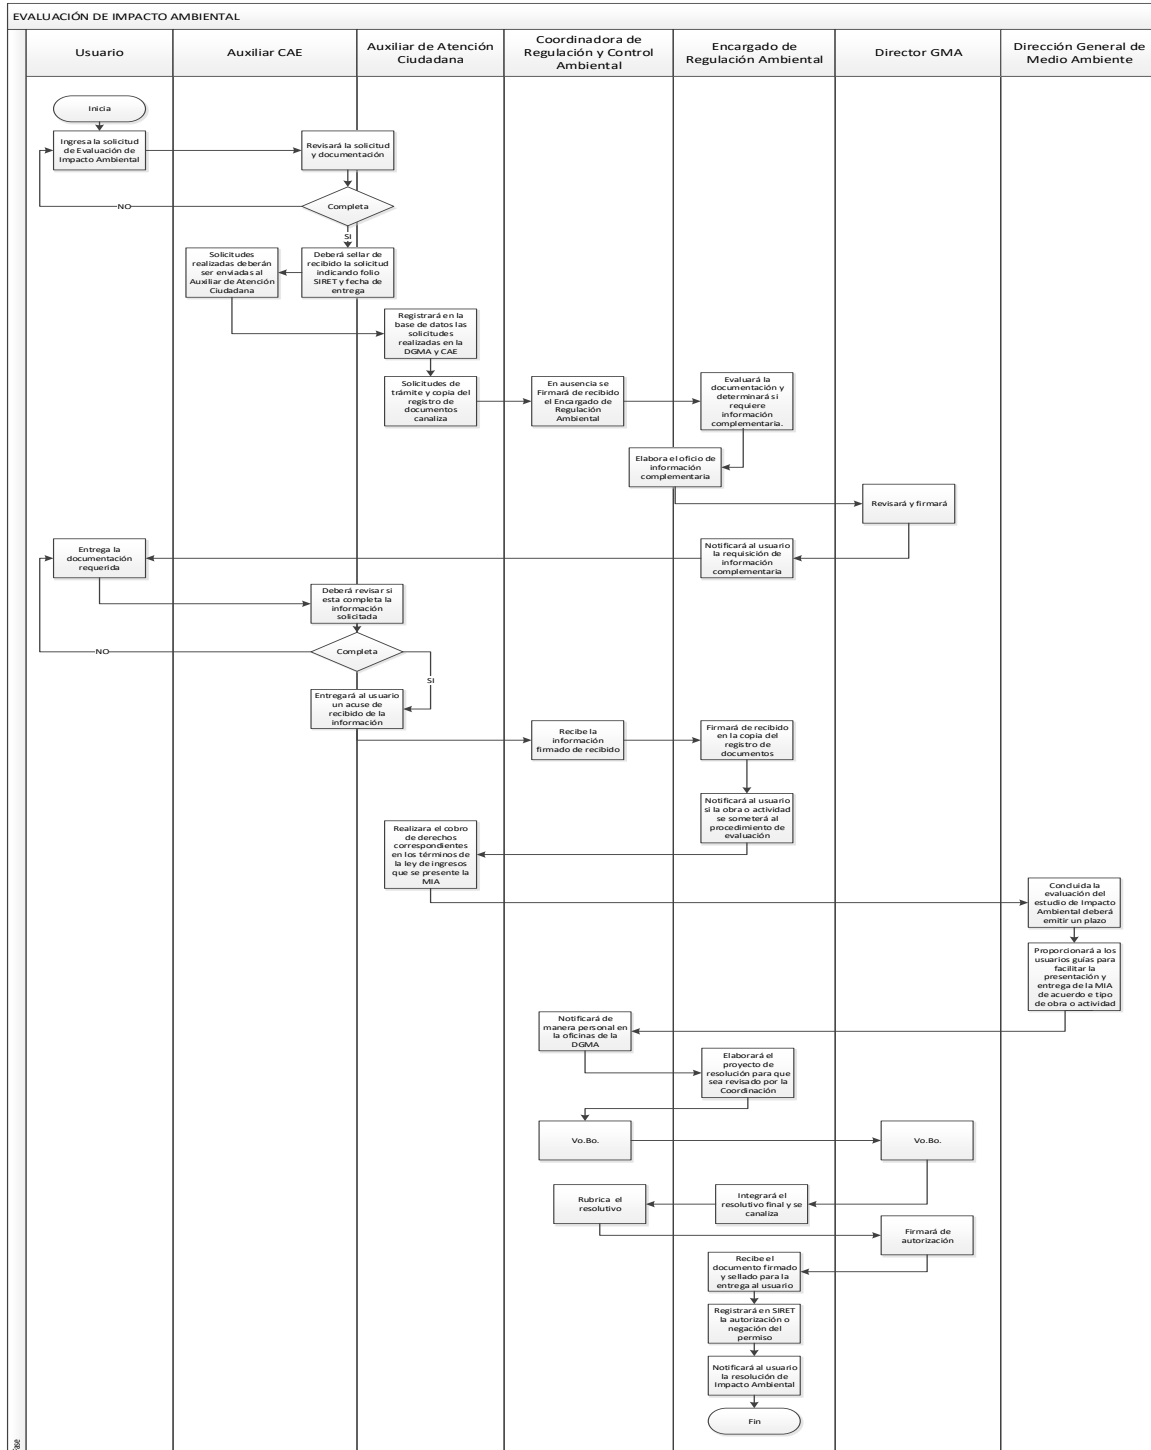 EVALUACIÓN DE IMPACTO AMBIENTAL
Usuario
Auxiliar CAE
Auxiliar de Atención
Ciudadana
Coordinadora de
Regulación y Control
Ambiental
Encargado de
Regulación Ambiental
Director GMA
Dirección General de
Medio Ambiente
Inicia
Ingresa la solicitud
de Evaluación de
Impacto Ambiental
Revisará la solicitud
y documentación
Completa
NO
SI
Deberá sellar de
recibido la solicitud
indicando folio
SIRET y fecha de
entrega
Solicitudes
realizadas deberán
ser enviadas al
Auxiliar de Atención
Ciudadana
Registrará en la
base de datos las
solicitudes
realizadas en la
DGMA y CAE
Solicitudes de
trámite y copia del
registro de
documentos
canaliza
En ausencia se
Firmará de recibido
el Encargado de
Regulación
Ambiental
Evaluará la
documentación y
determinará si
requiere
información
complementaria.
Elabora el oficio de
información
complementaria
Revisará y firmará
Notificará al usuario
la requisición de
información
complementaria
Entrega la
documentación
requerida
Deberá revisar si
esta completa la
información
solicitada
Completa
NO
SI
Entregará al usuario
un acuse de
recibido de la
información
Recibe la
información
firmado de recibido
Firmará de recibido
en la copia del
registro de
documentos
Notificará al usuario
si la obra o actividad
se someterá al
procedimiento de
evaluación
Realizara el cobro
de derechos
correspondientes
en los términos de
la ley de ingresos
que se presente la
MIA
Concluida la
evaluación del
estudio de Impacto
Ambiental deberá
emitir un plazo
Proporcionará a los
usuarios guías para
facilitar la
presentación y
entrega de la MIA
de acuerdo e tipo
de obra o actividad
Notificará de
manera personal en
la oficinas de la
DGMA
Elaborará el
proyecto de
resolución para que
sea revisado por la
Coordinación
Vo.Bo.
Vo.Bo.
Integrará el
resolutivo final y se
canaliza
Rubrica el
resolutivo
Firmará de
autorización
Recibe el
documento firmado
y sellado para la
entrega al usuario
Registrará en SIRET
la autorización o
negación del
permiso
Notificará al usuario
la resolución de
Impacto Ambiental
Fin
Fase